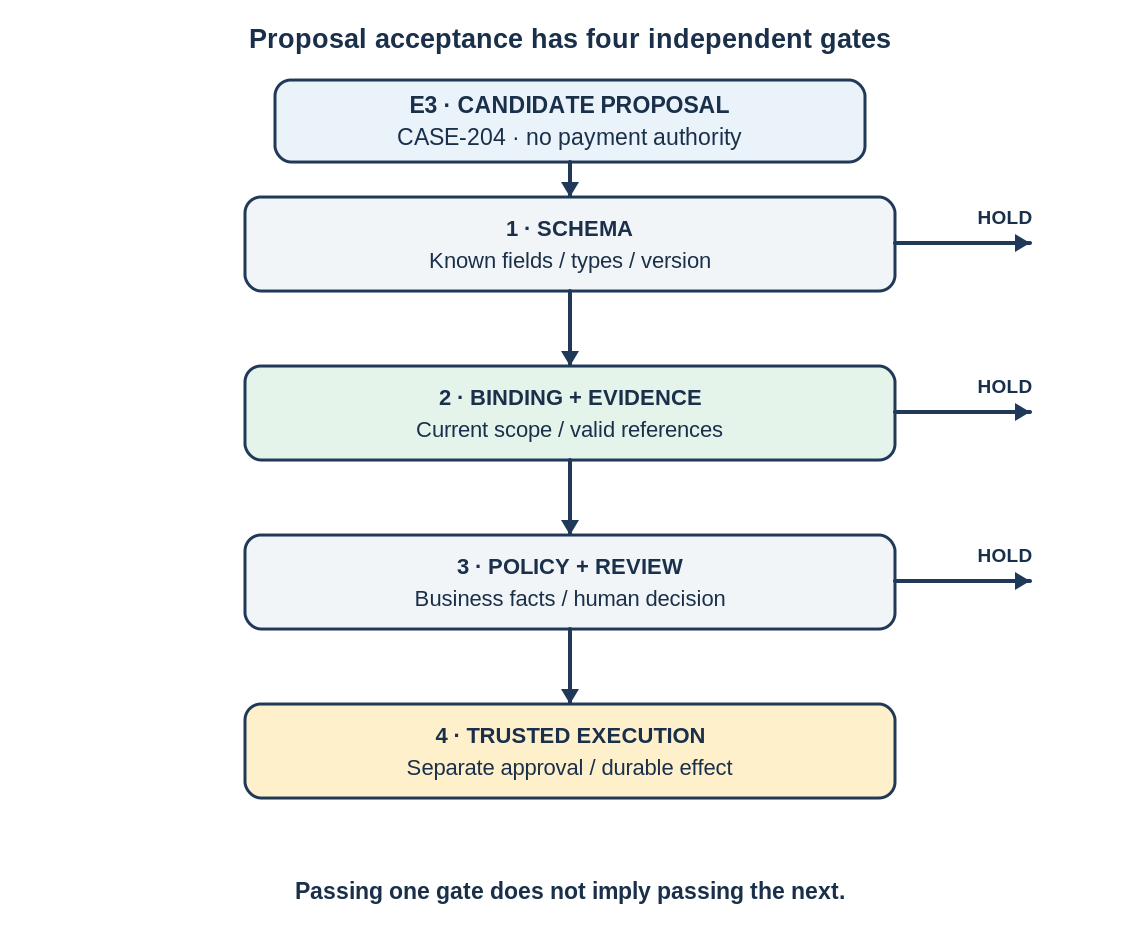 Proposal acceptance has four independent gates
E3 · CANDIDATE PROPOSAL
CASE-204 · no payment authority
1 · SCHEMA
Known fields / types / version
HOLD
2 · BINDING + EVIDENCE
Current scope / valid references
HOLD
3 · POLICY + REVIEW
Business facts / human decision
HOLD
4 · TRUSTED EXECUTION
Separate approval / durable effect
Passing one gate does not imply passing the next.